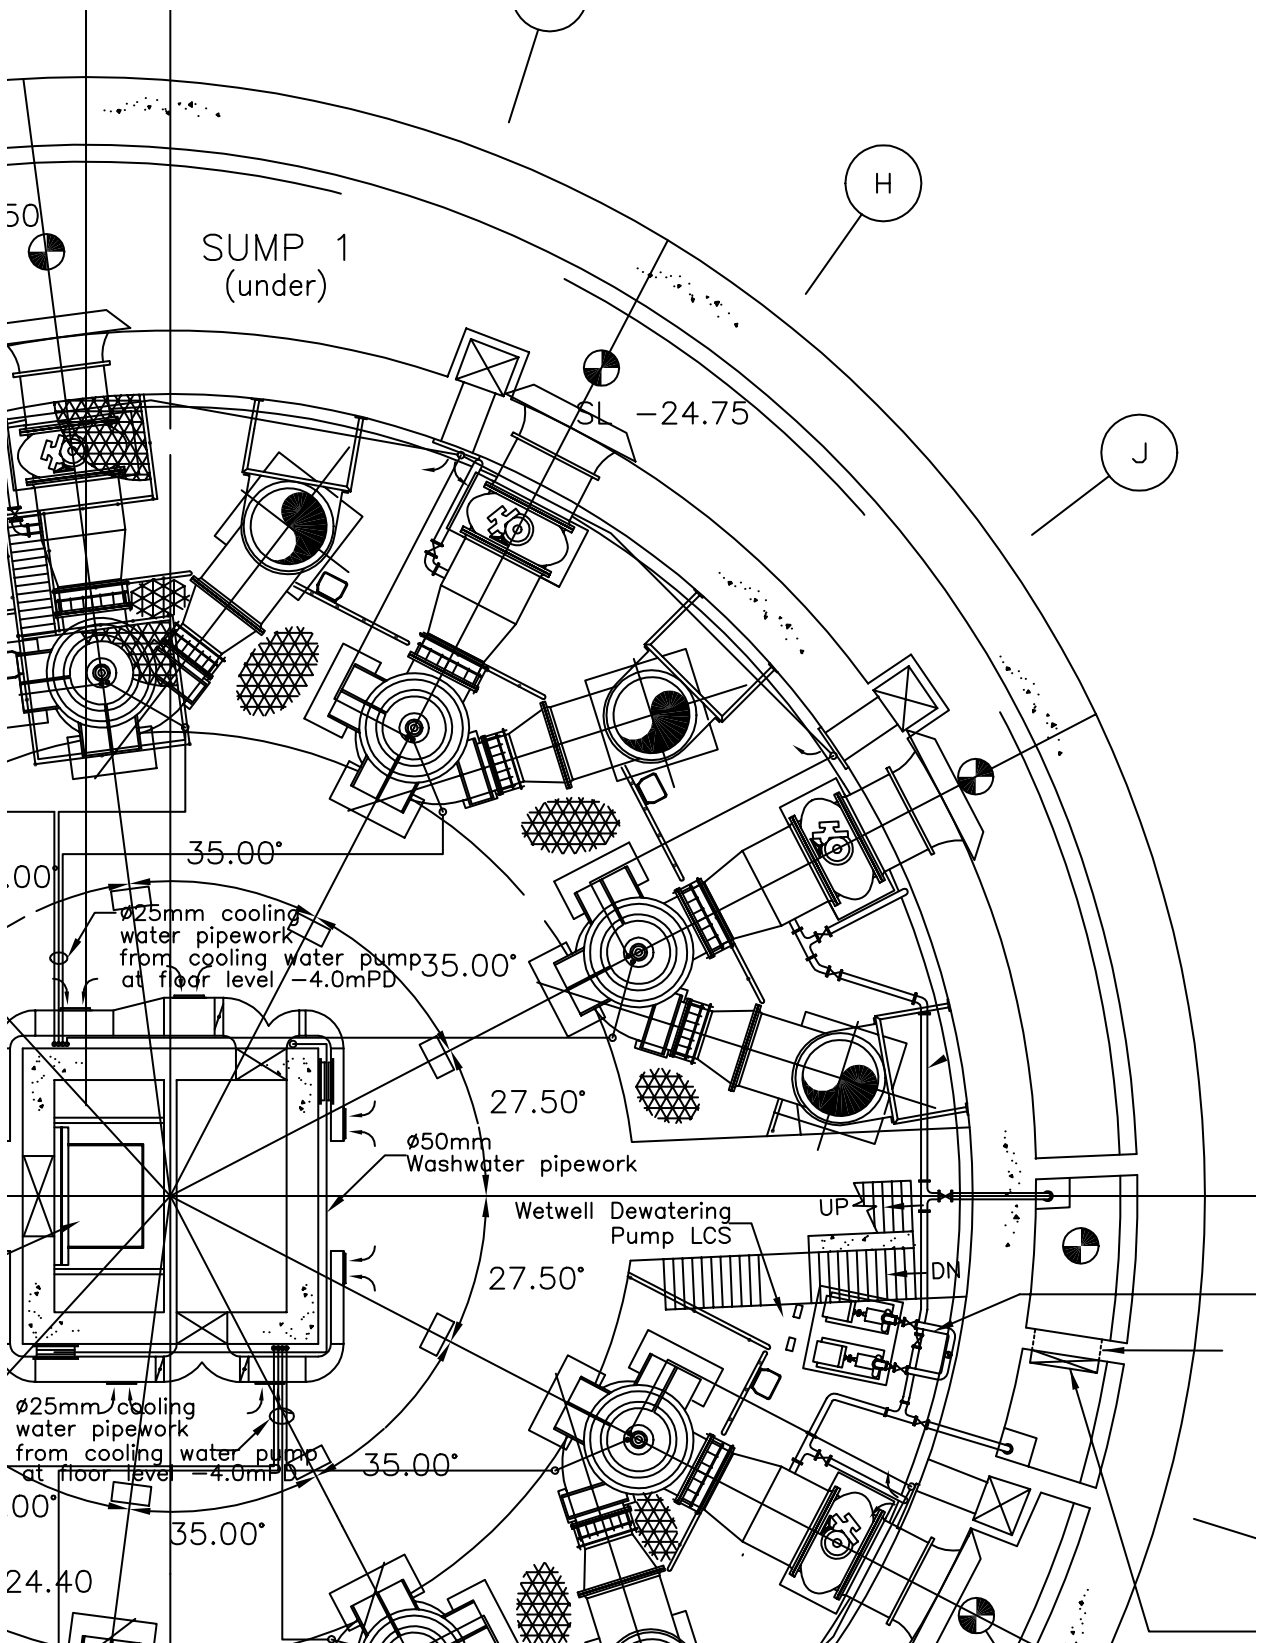 H
50
SUMP 1
(under)
SL -24.75
J
35.00°
.00
ø25mm cooling
water pipework
from cooling water pump
at floor level -4.0mPD
35.00°
27.50°
ø50mm
Washwater pipework
UP
Wetwell Dewatering
Pump LCS
DN
27.50°
ø25mm cooling
water pipework
from cooling water pump
at floor level -4.0mPD
35.00°
00°
35.00°
24.40